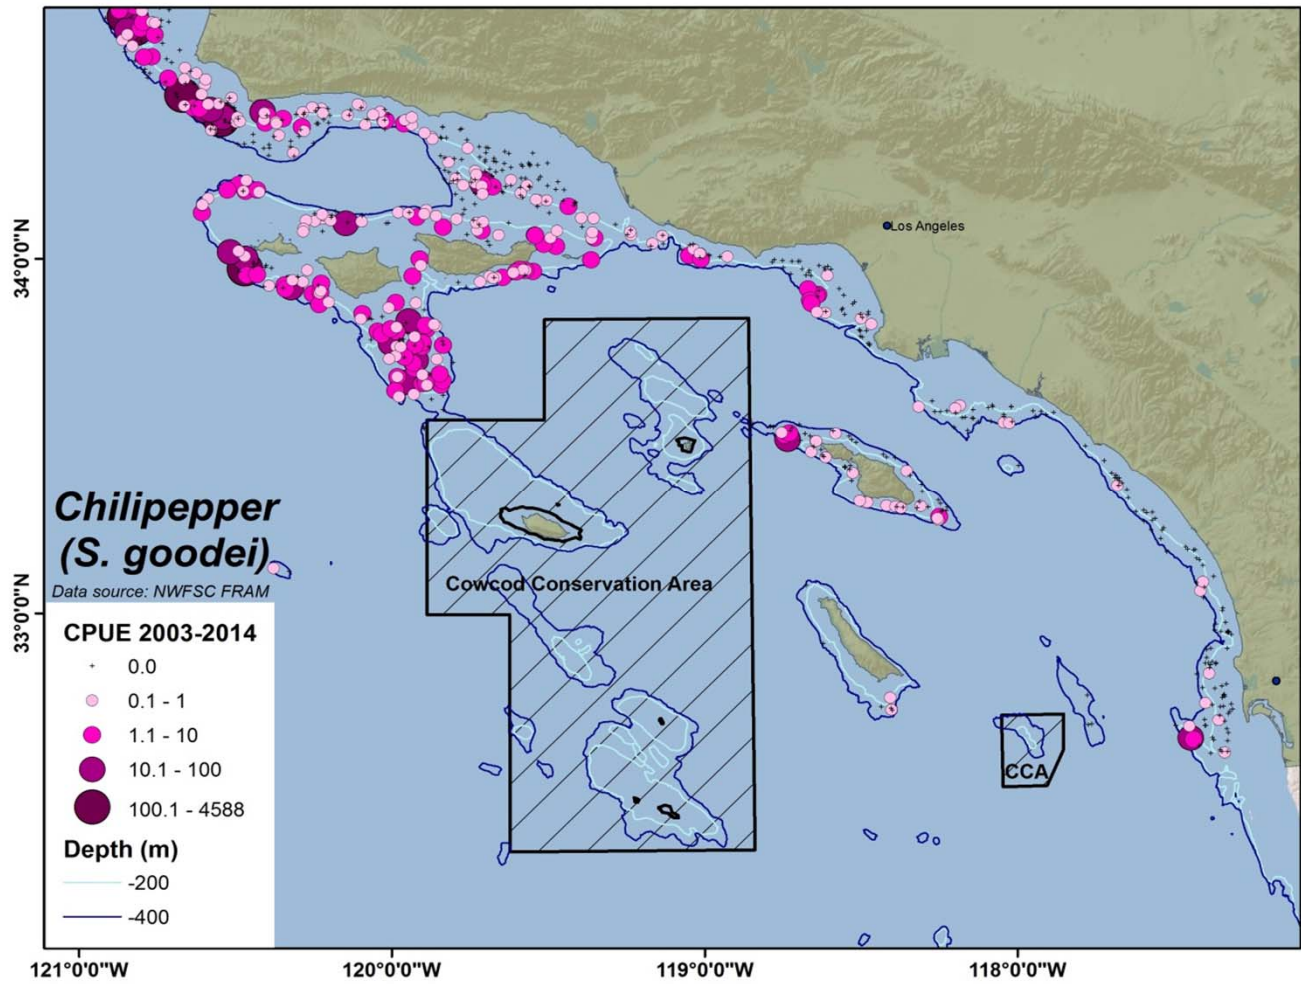 Los Angeles
34°0'0"N
Chilipepper
(S. goodei)
Data source: NWFSC FRAM
Cowcod Conservation Area
33°0'0"N
CPUE 2003-2014
0.0
0.1 - 1
1.1 - 10
10.1 - 100
100.1 - 4588
CCA
Depth (m)
-200
-400
121°0'0"W
120°0'0"W
119°0'0"W
118°0'0"W